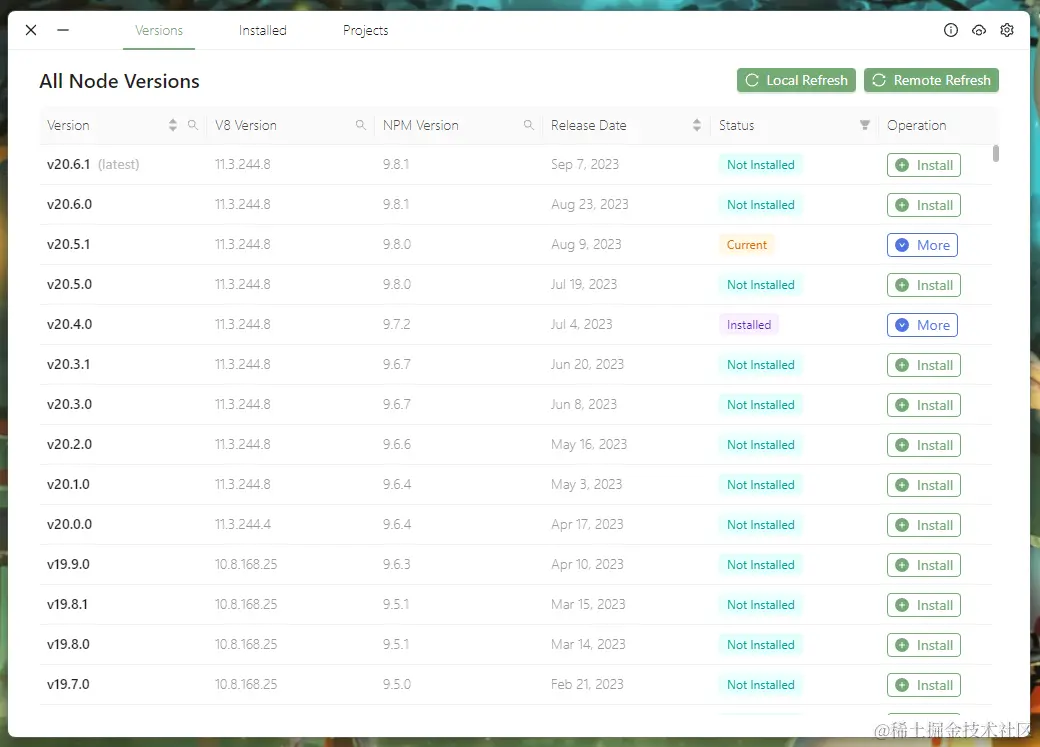 Versions Installed Projects
All Node Versions Local Refresh Remote Refresh
Version V8 Version NPM Version Release Date Status Operation
v20.6.1 (latest) 11.3.244.8 9.8.1 Sep 7, 2023 Not Installed Install
v20.6.0 11.3.244.8 9.8.1 Aug 23, 2023 Not Installed Install
v20.5.1 11.3.244.8 9.8.0 Aug 9, 2023 Current More
v20.5.0 11.3.244.8 9.8.0 Jul 19, 2023 Not Installed Install
v20.4.0 11.3.244.8 9.7.2 Jul 4, 2023 Installed More
v20.3.1 11.3.244.8 9.6.7 Jun 20, 2023 Not Installed Install
v20.3.0 11.3.244.8 9.6.7 Jun 8, 2023 Not Installed Install
v20.2.0 11.3.244.8 9.6.6 May 16, 2023 Not Installed Install
v20.1.0 11.3.244.8 9.6.4 May 3, 2023 Not Installed Install
v20.0.0 11.3.244.4 9.6.4 Apr 17, 2023 Not Installed Install
v19.9.0 10.8.168.25 9.6.3 Apr 10, 2023 Not Installed Install
v19.8.1 10.8.168.25 9.5.1 Mar 15, 2023 Not Installed Install
v19.8.0 10.8.168.25 9.5.1 Mar 14, 2023 Not Installed Install
v19.7.0 10.8.168.25 9.5.0 Feb 21, 2023 Not Installed Install
@稀土掘金技术社区